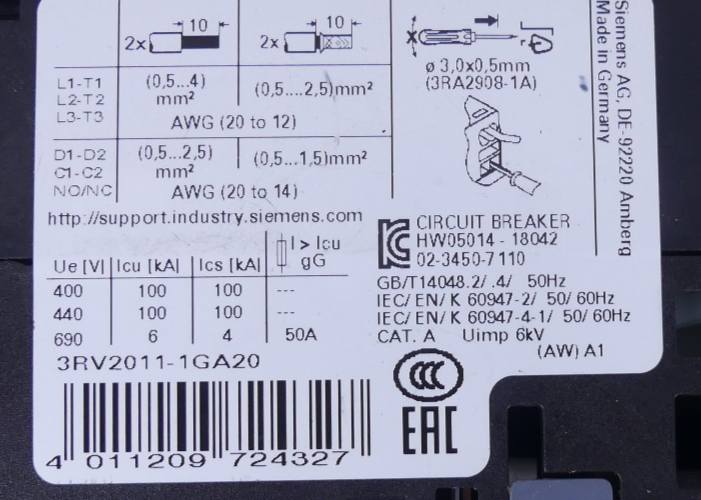 10
2x
10
2x
ø 3,0x0,5mm
(3RA2908-1A)
L1-T1
L2-T2
L3-T3
(0,5...4)
mm²
(0,5....2,5)mm²
AWG (20 to 12)
D1-D2
C1-C2
NO/NC
(0,5...2,5)
mm²
(0,5...1,5)mm²
AWG (20 to 14)
Siemens AG, DE-92220 Amberg
Made in Germany
http://support.industry.siemens.com
Ue [V] Icu [kA] Ics [kA] I > Icu gG
400 100 100 ---
440 100 100 ---
690 6 4 50A
KC
CIRCUIT BREAKER
HW05014 - 18042
02-3450-7110
GB/T14048.2/ .4/ 50Hz
IEC/ EN/ K 60947-2/ 50/ 60Hz
IEC/ EN/ K 60947-4-1/ 50/ 60Hz
CAT. A Uimp 6kV
(AW) A1
3RV2011-1GA20
CCC
EAC
4 011209 724327